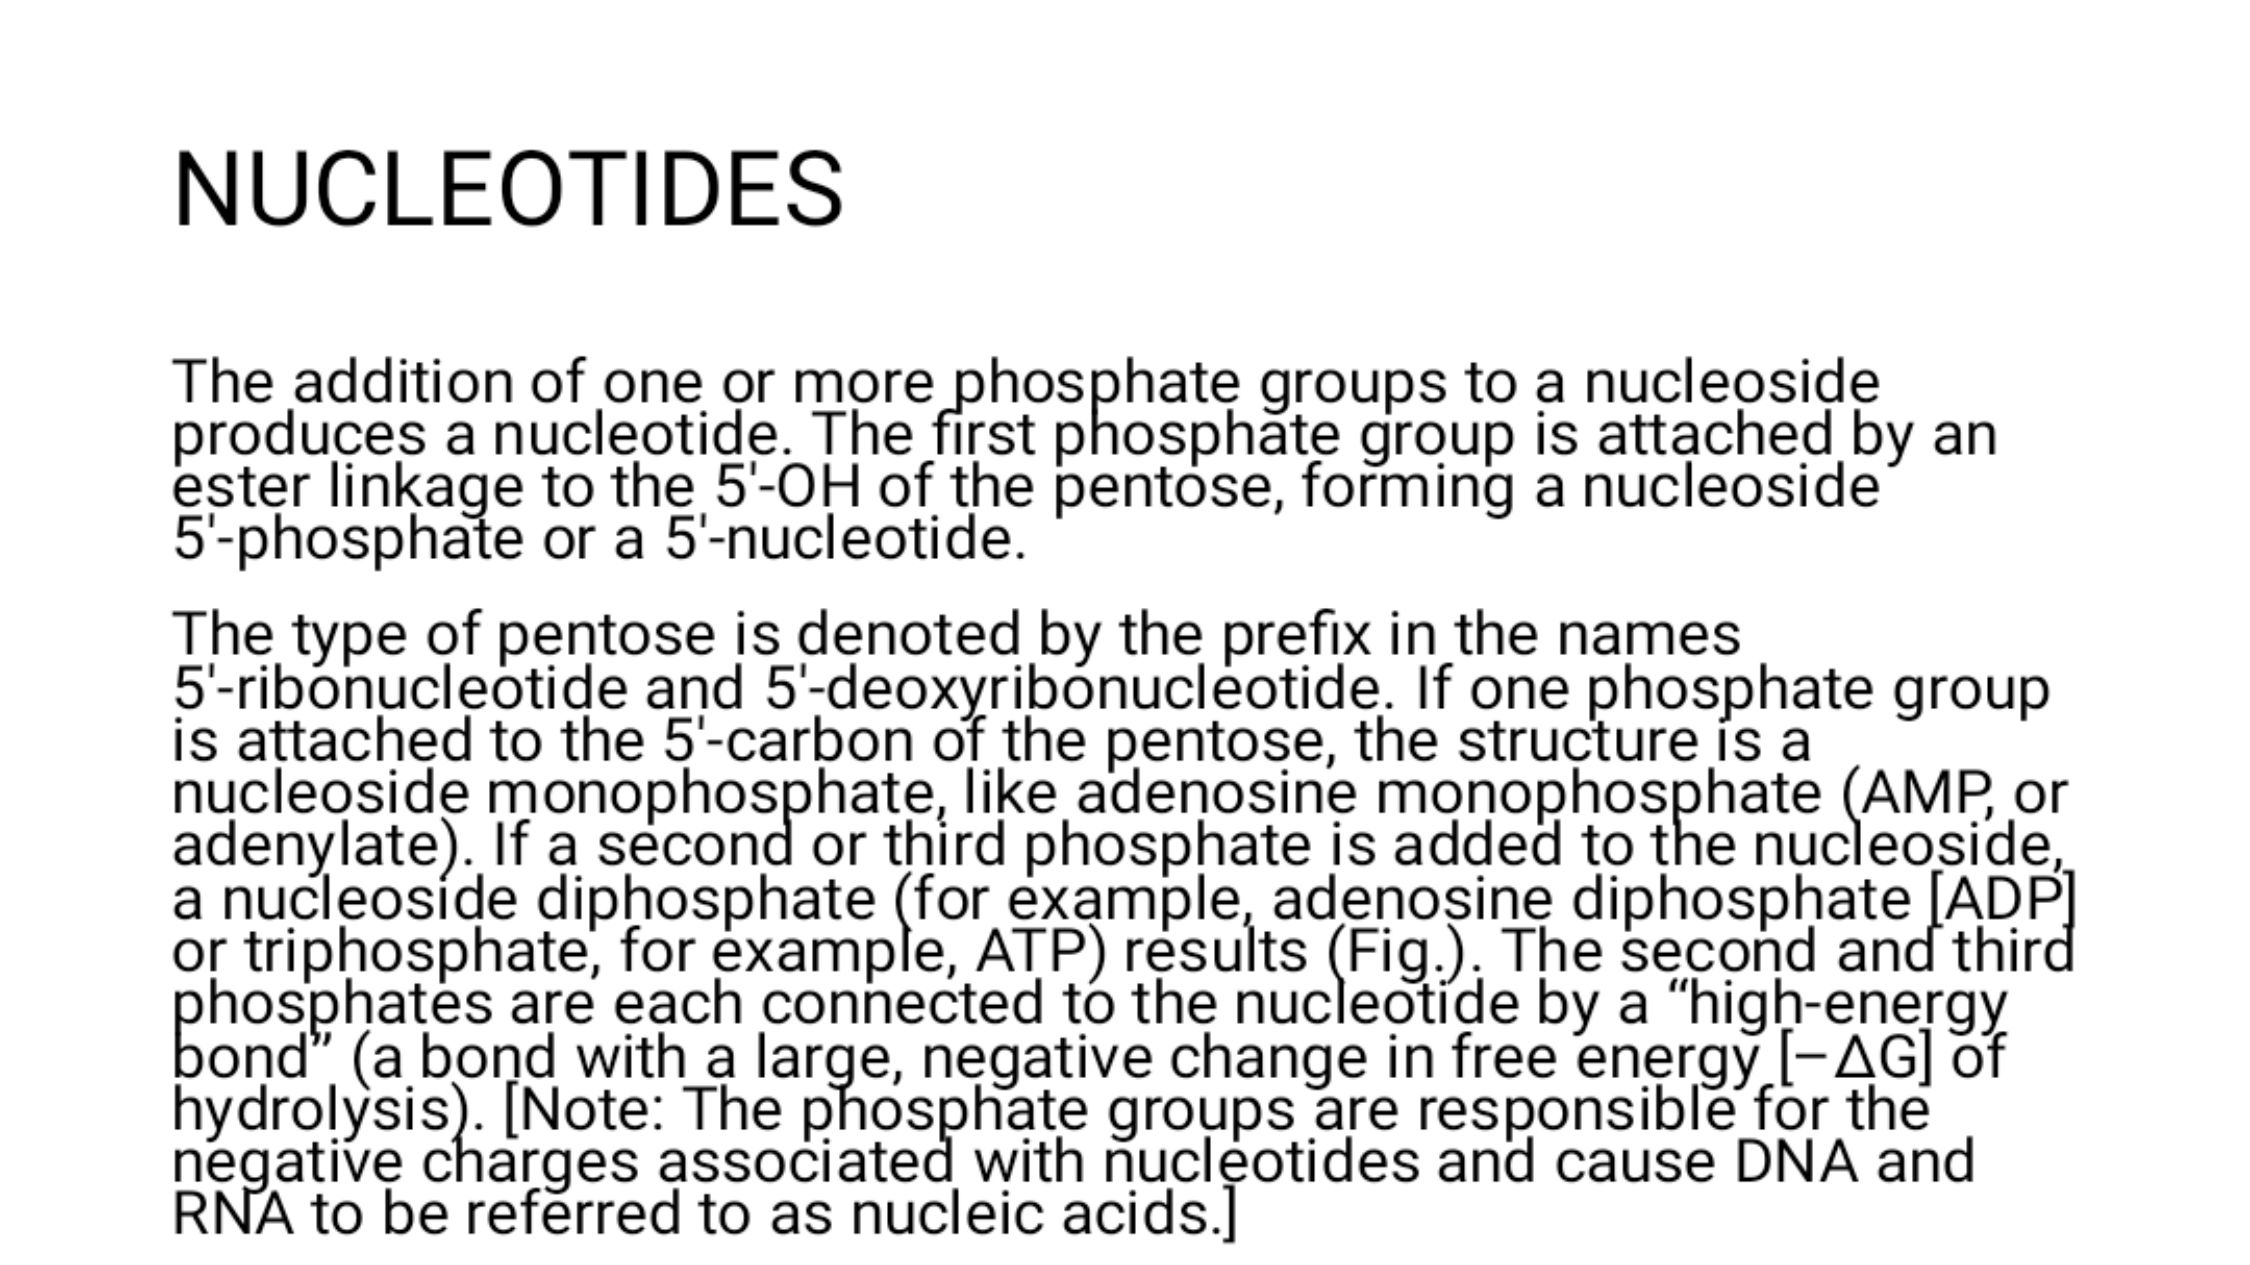 NUCLEOTIDES
The addition of one or more phosphate groups to a nucleoside
produces a nucleotide. The first phosphate group is attached by an
ester linkage to the 5'-OH of the pentose, forming a nucleoside
5'-phosphate or a 5'-nucleotide.
The type of pentose is denoted by the prefix in the names
5'-ribonucleotide and 5'-deoxyribonucleotide. If one phosphate group
is attached to the 5'-carbon of the pentose, the structure is a
nucleoside monophosphate, like adenosine monophosphate (AMP, or
adenylate). If a second or third phosphate is added to the nucleoside,
a nucleoside diphosphate (for example, adenosine diphosphate [ADP]
or triphosphate, for example, ATP) results (Fig.). The second and third
phosphates are each connected to the nucleotide by a “high-energy
bond” (a bond with a large, negative change in free energy [−ΔG] of
hydrolysis). [Note: The phosphate groups are responsible for the
negative charges associated with nucleotides and cause DNA and
RNA to be referred to as nucleic acids.]